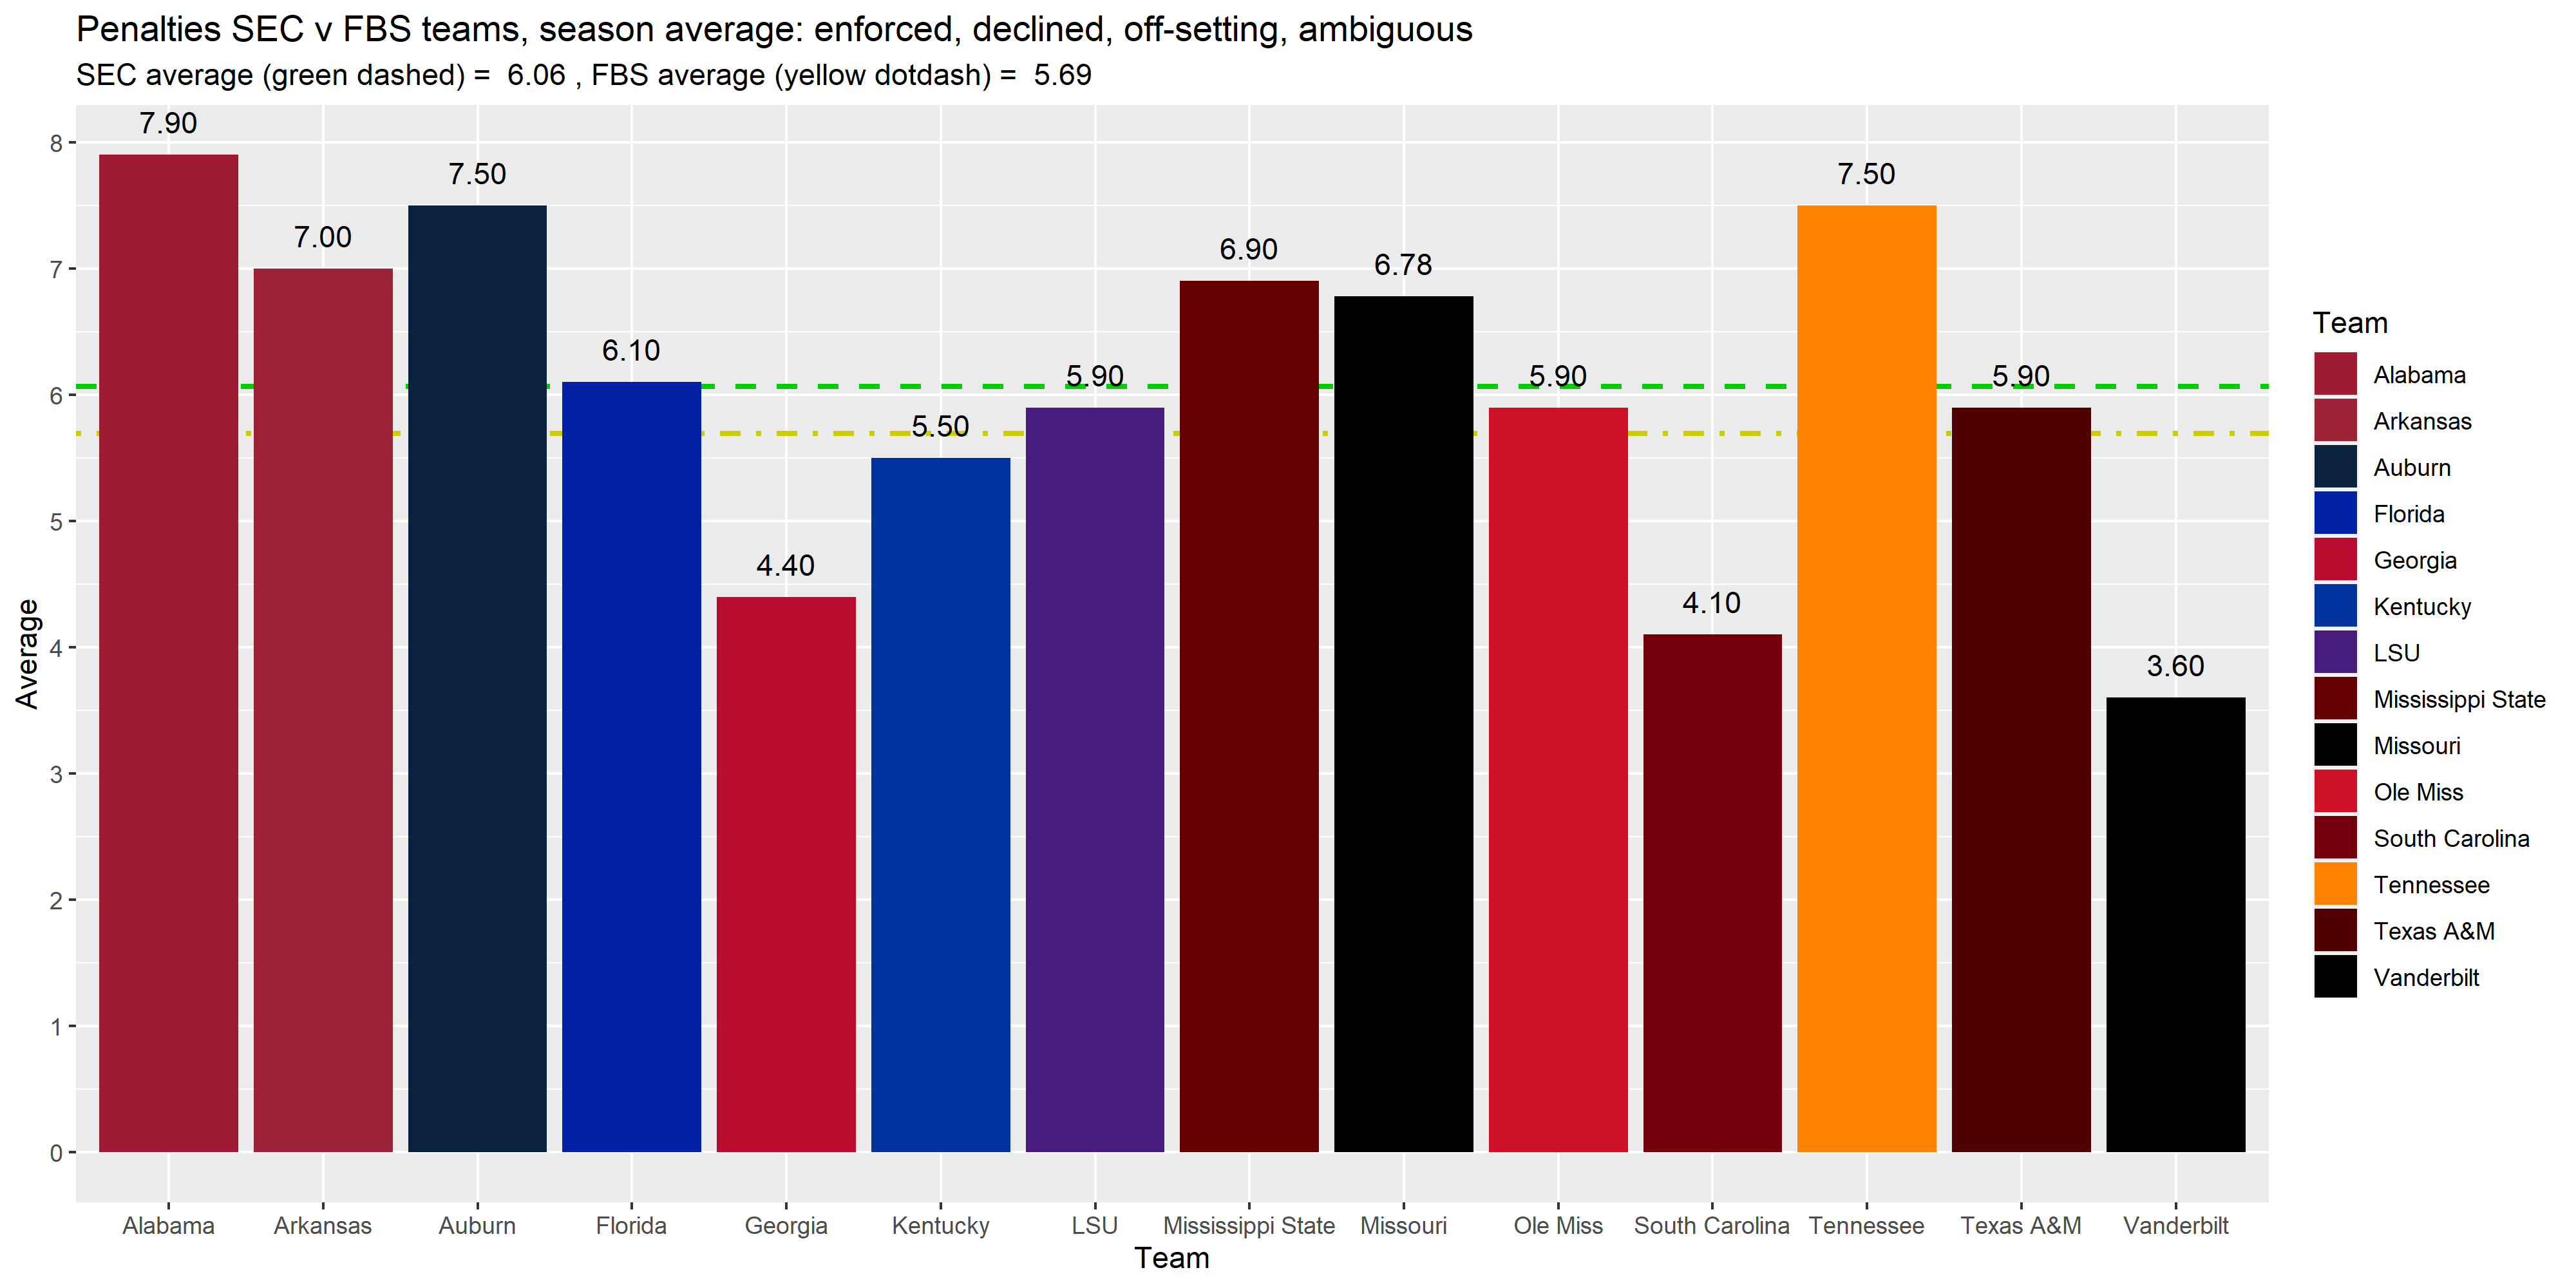 Penalties SEC v FBS teams, season average: enforced, declined, off-setting, ambiguous
SEC average (green dashed) =  6.06 , FBS average (yellow dotdash) =  5.69
7.90
7.00
7.50
6.10
4.40
5.50
5.90
6.90
6.78
5.90
4.10
7.50
5.90
3.60
8
7
6
5
4
3
2
1
0
Average
Alabama
Arkansas
Auburn
Florida
Georgia
Kentucky
LSU
Mississippi State
Missouri
Ole Miss
South Carolina
Tennessee
Texas A&M
Vanderbilt
Team
Team
Alabama
Arkansas
Auburn
Florida
Georgia
Kentucky
LSU
Mississippi State
Missouri
Ole Miss
South Carolina
Tennessee
Texas A&M
Vanderbilt